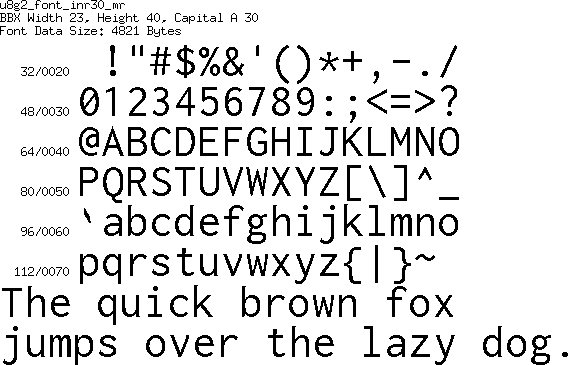 u8g2_font_inr30_mr
BBX Width 23, Height 40, Capital A 30
Font Data Size: 4821 Bytes
32/0020 !"#$%&'()*+,-./
48/0030 0123456789:;<=>?
64/0040 @ABCDEFGHIJKLMNO
80/0050 PQRSTUVWXYZ[\]^_
96/0060 `abcdefghijklmno
112/0070 pqrstuvwxyz{|}~
The quick brown fox
jumps over the lazy dog.